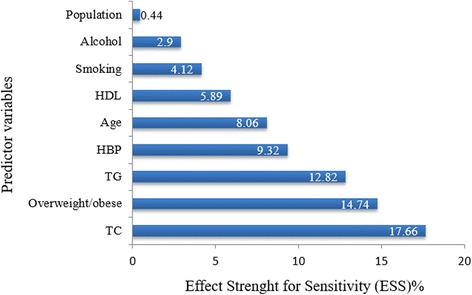 Predictor variables
Population 0.44
Alcohol 2.9
Smoking 4.12
HDL 5.89
Age 8.06
HBP 9.32
TG 12.82
Overweight/obese 14.74
TC 17.66
0 5 10 15 20
Effect Strenght for Sensitivity (ESS)%